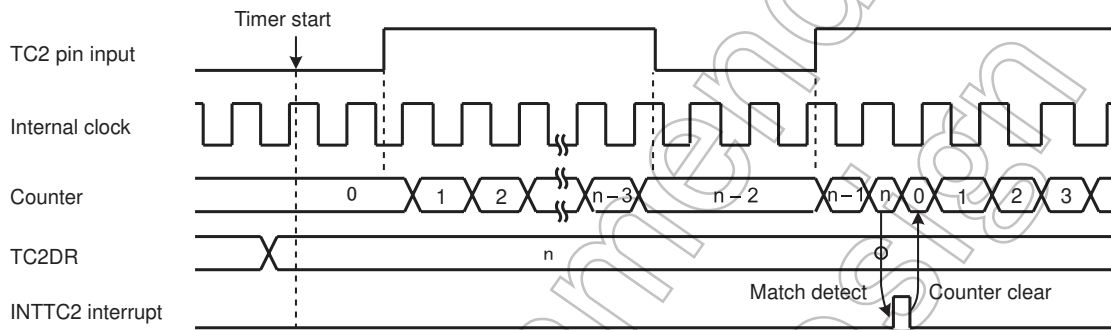 Timer start
TC2 pin input
Internal clock
Counter 0 1 2 n – 3 n – 2 n – 1 n 0 1 2 3
TC2DR n
Match detect Counter clear
INTTC2 interrupt